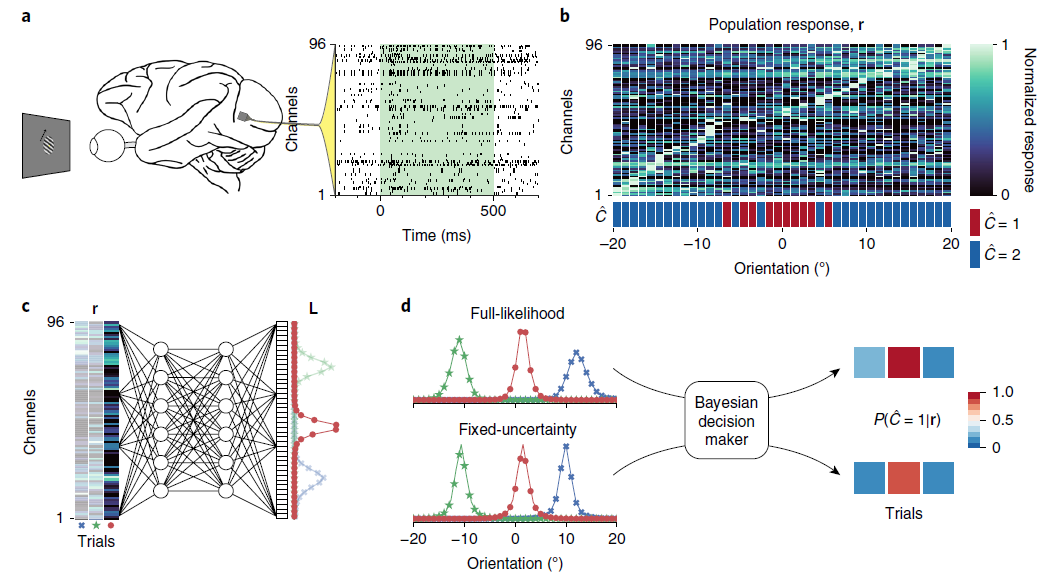 a
96
Channels
1
0
500
Time (ms)
b
Population response, r
96
Channels
1
Ĉ
−20
−10
0
10
20
Orientation (°)
1
0
Normalized response
Ĉ = 1
Ĉ = 2
c
r
L
96
Channels
1
Trials
d
Full-likelihood
Fixed-uncertainty
−20
−10
0
10
20
Orientation (°)
Bayesian
decision
maker
1.0
0.5
0
P(Ĉ = 1|r)
Trials